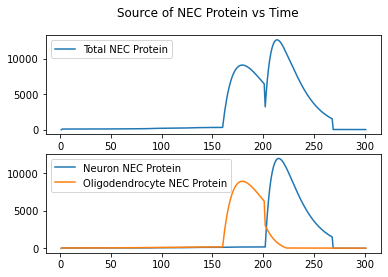 Source of NEC Protein vs Time
10000
5000
0
Total NEC Protein
0 50 100 150 200 250 300
10000
5000
0
Neuron NEC Protein
Oligodendrocyte NEC Protein
0 50 100 150 200 250 300